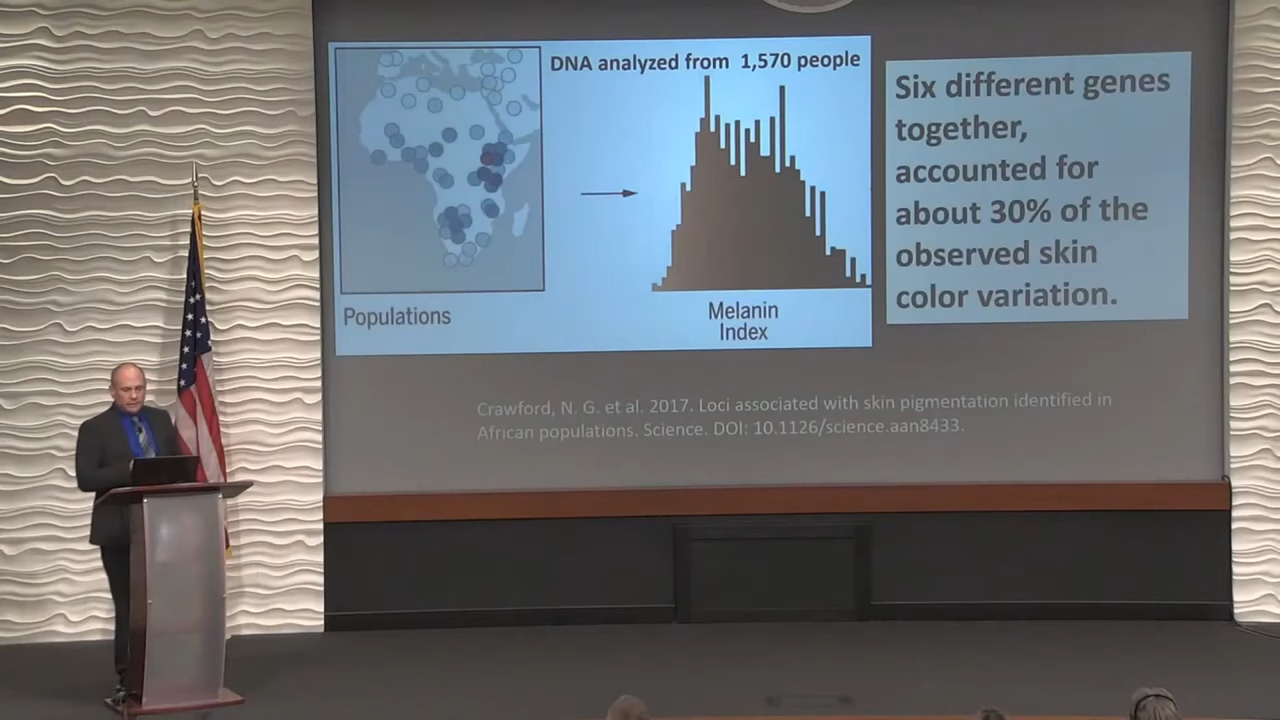 DNA analyzed from 1,570 people
Populations
Melanin
Index
Six different genes
together,
accounted for
about 30% of the
observed skin
color variation.
Crawford, N. G. et al. 2017. Loci associated with skin pigmentation identified in
African populations. Science. DOI: 10.1126/science.aan8433.